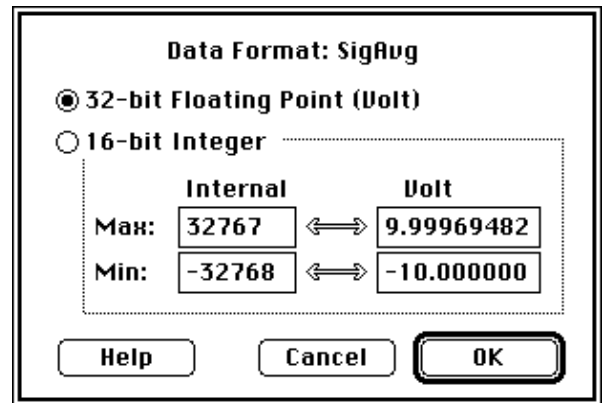 Data Format: SigAvg
32-bit Floating Point (Volt)
16-bit Integer
Internal Volt
Max: 32767 9.99969482
Min: -32768 -10.000000
Help Cancel OK